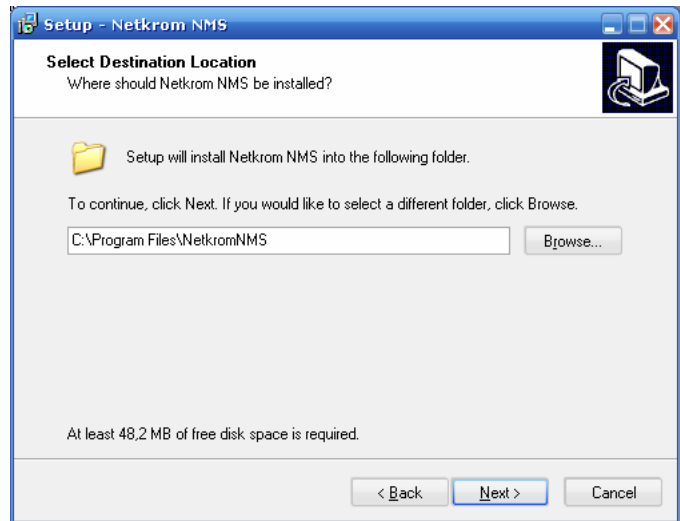 Setup - Netkrom NMS
Select Destination Location
Where should Netkrom NMS be installed?
Setup will install Netkrom NMS into the following folder.
To continue, click Next. If you would like to select a different folder, click Browse.
C:\Program Files\NetkromNMS
Browse...
At least 48,2 MB of free disk space is required.
< Back
Next >
Cancel